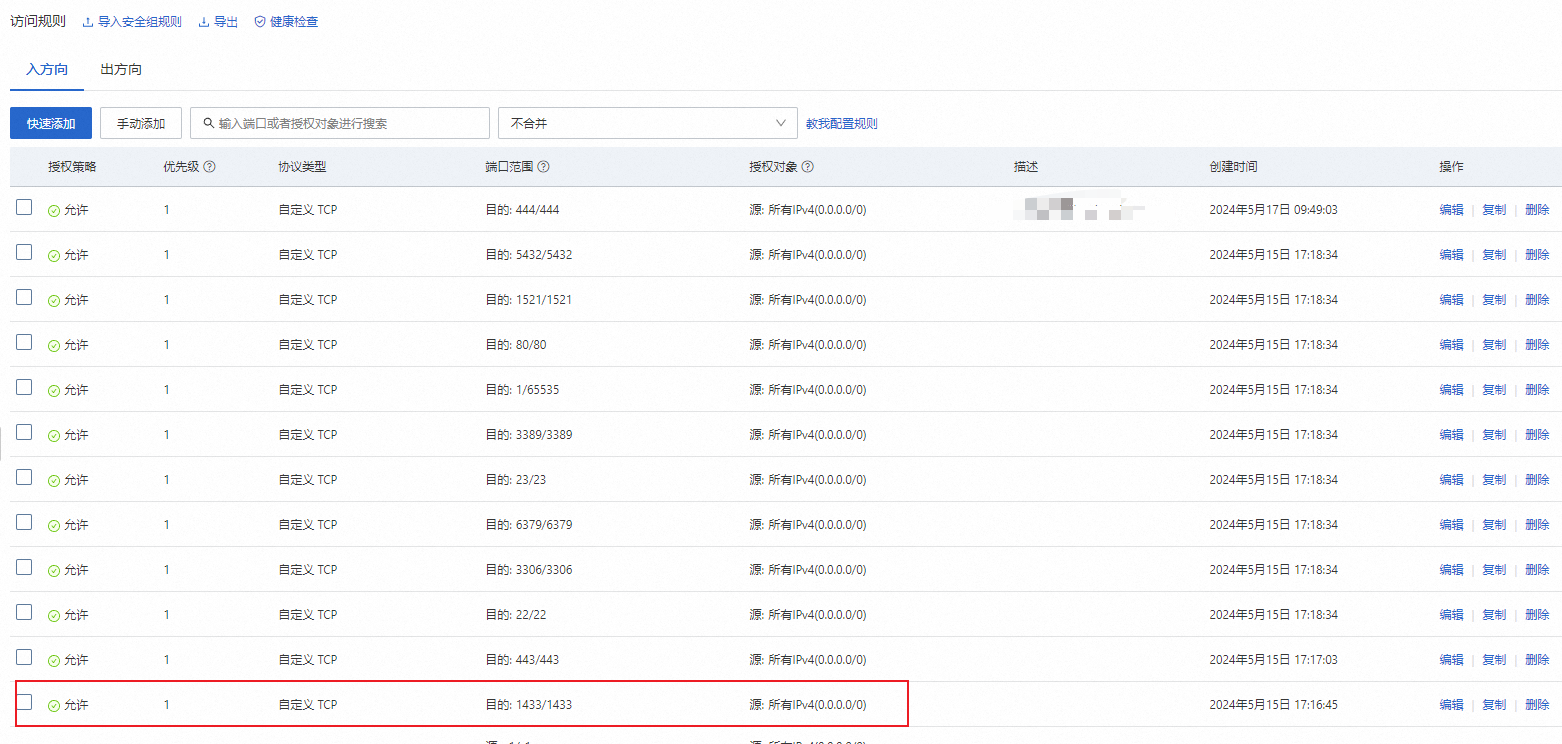 访问规则 导入安全组规则 导出 健康检查
入方向 出方向
快速添加 手动添加 输入端口或者授权对象进行搜索 不合并 教我配置规则
授权策略 优先级 协议类型 端口范围 授权对象 描述 创建时间 操作
允许 1 自定义 TCP 目的: 444/444 源: 所有IPv4(0.0.0.0/0) 2024年5月17日 09:49:03 编辑 | 复制 | 删除
允许 1 自定义 TCP 目的: 5432/5432 源: 所有IPv4(0.0.0.0/0) 2024年5月15日 17:18:34 编辑 | 复制 | 删除
允许 1 自定义 TCP 目的: 1521/1521 源: 所有IPv4(0.0.0.0/0) 2024年5月15日 17:18:34 编辑 | 复制 | 删除
允许 1 自定义 TCP 目的: 80/80 源: 所有IPv4(0.0.0.0/0) 2024年5月15日 17:18:34 编辑 | 复制 | 删除
允许 1 自定义 TCP 目的: 1/65535 源: 所有IPv4(0.0.0.0/0) 2024年5月15日 17:18:34 编辑 | 复制 | 删除
允许 1 自定义 TCP 目的: 3389/3389 源: 所有IPv4(0.0.0.0/0) 2024年5月15日 17:18:34 编辑 | 复制 | 删除
允许 1 自定义 TCP 目的: 23/23 源: 所有IPv4(0.0.0.0/0) 2024年5月15日 17:18:34 编辑 | 复制 | 删除
允许 1 自定义 TCP 目的: 6379/6379 源: 所有IPv4(0.0.0.0/0) 2024年5月15日 17:18:34 编辑 | 复制 | 删除
允许 1 自定义 TCP 目的: 3306/3306 源: 所有IPv4(0.0.0.0/0) 2024年5月15日 17:18:34 编辑 | 复制 | 删除
允许 1 自定义 TCP 目的: 22/22 源: 所有IPv4(0.0.0.0/0) 2024年5月15日 17:18:34 编辑 | 复制 | 删除
允许 1 自定义 TCP 目的: 443/443 源: 所有IPv4(0.0.0.0/0) 2024年5月15日 17:17:03 编辑 | 复制 | 删除
允许 1 自定义 TCP 目的: 1433/1433 源: 所有IPv4(0.0.0.0/0) 2024年5月15日 17:16:45 编辑 | 复制 | 删除